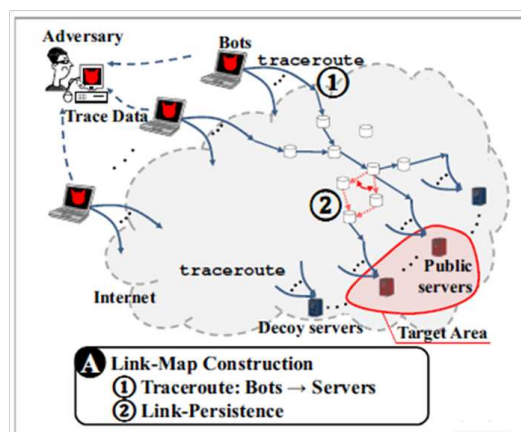 Adversary
Bots
traceroute
①
Trace Data
②
traceroute
Public
servers
Internet
Decoy servers
Target Area
A Link-Map Construction
① Traceroute: Bots → Servers
② Link-Persistence